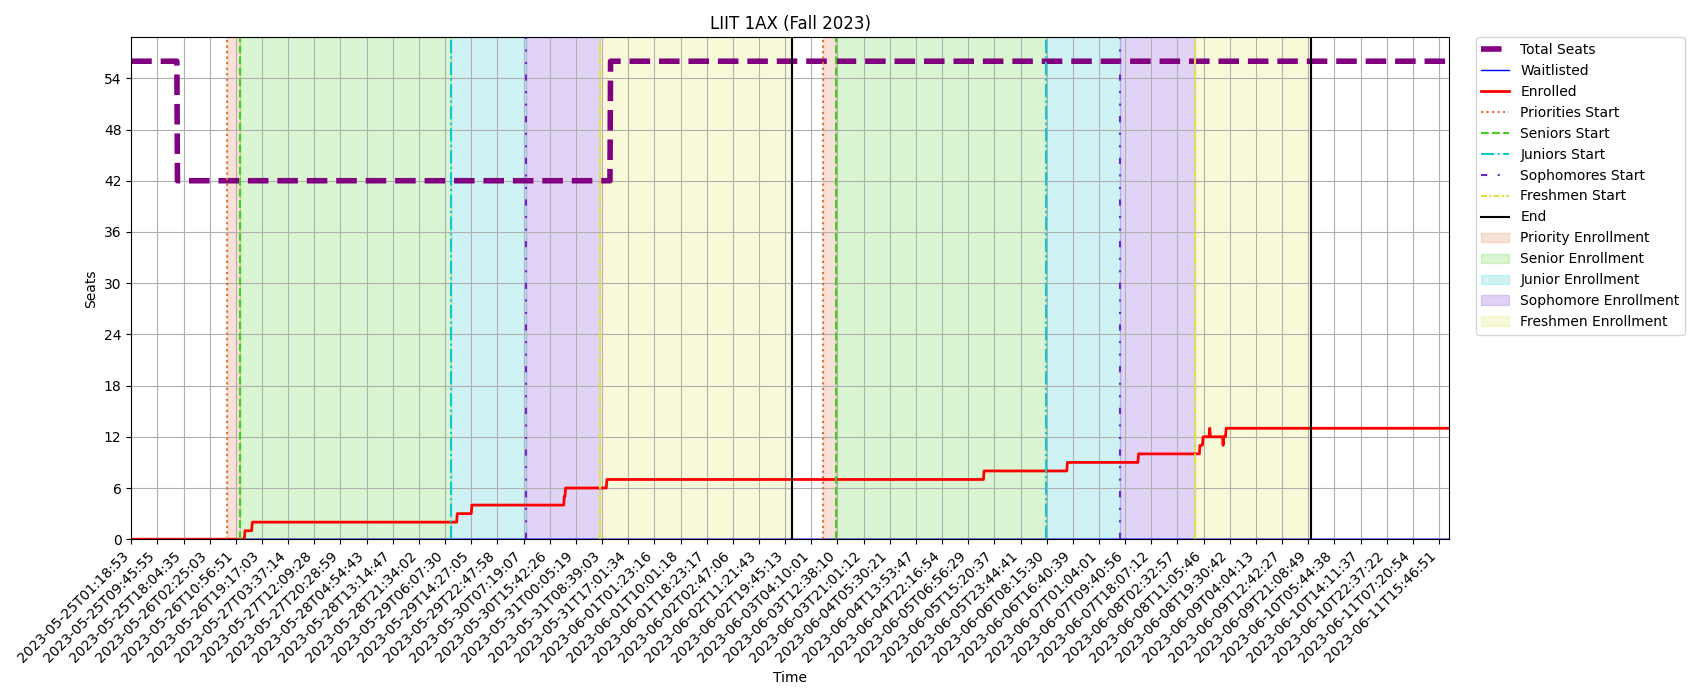 LIIT 1AX (Fall 2023)
Seats
54
48
42
36
30
24
18
12
6
0
2023-05-25T01:18:53
2023-05-25T09:45:55
2023-05-25T18:04:35
2023-05-26T02:25:03
2023-05-26T10:56:51
2023-05-26T19:17:03
2023-05-27T03:37:14
2023-05-27T12:09:28
2023-05-27T20:28:59
2023-05-28T04:54:43
2023-05-28T13:14:47
2023-05-28T21:34:02
2023-05-29T06:07:30
2023-05-29T14:27:05
2023-05-29T22:47:58
2023-05-30T07:19:07
2023-05-30T15:42:26
2023-05-31T00:05:19
2023-05-31T08:39:03
2023-05-31T17:01:34
2023-06-01T01:23:16
2023-06-01T10:01:18
2023-06-01T18:23:17
2023-06-02T02:47:06
2023-06-02T11:21:43
2023-06-02T19:45:13
2023-06-03T04:10:01
2023-06-03T12:38:10
2023-06-03T21:01:12
2023-06-04T05:30:21
2023-06-04T13:53:47
2023-06-04T22:16:54
2023-06-05T06:56:29
2023-06-05T15:20:37
2023-06-05T23:44:41
2023-06-06T08:15:30
2023-06-06T16:40:39
2023-06-07T01:04:01
2023-06-07T09:40:56
2023-06-07T18:07:12
2023-06-08T02:32:57
2023-06-08T11:05:46
2023-06-08T19:30:42
2023-06-09T04:04:13
2023-06-09T12:42:27
2023-06-09T21:08:49
2023-06-10T05:44:38
2023-06-10T14:11:37
2023-06-10T22:37:22
2023-06-11T07:20:54
2023-06-11T15:46:51
Time
Total Seats
Waitlisted
Enrolled
Priorities Start
Seniors Start
Juniors Start
Sophomores Start
Freshmen Start
End
Priority Enrollment
Senior Enrollment
Junior Enrollment
Sophomore Enrollment
Freshmen Enrollment